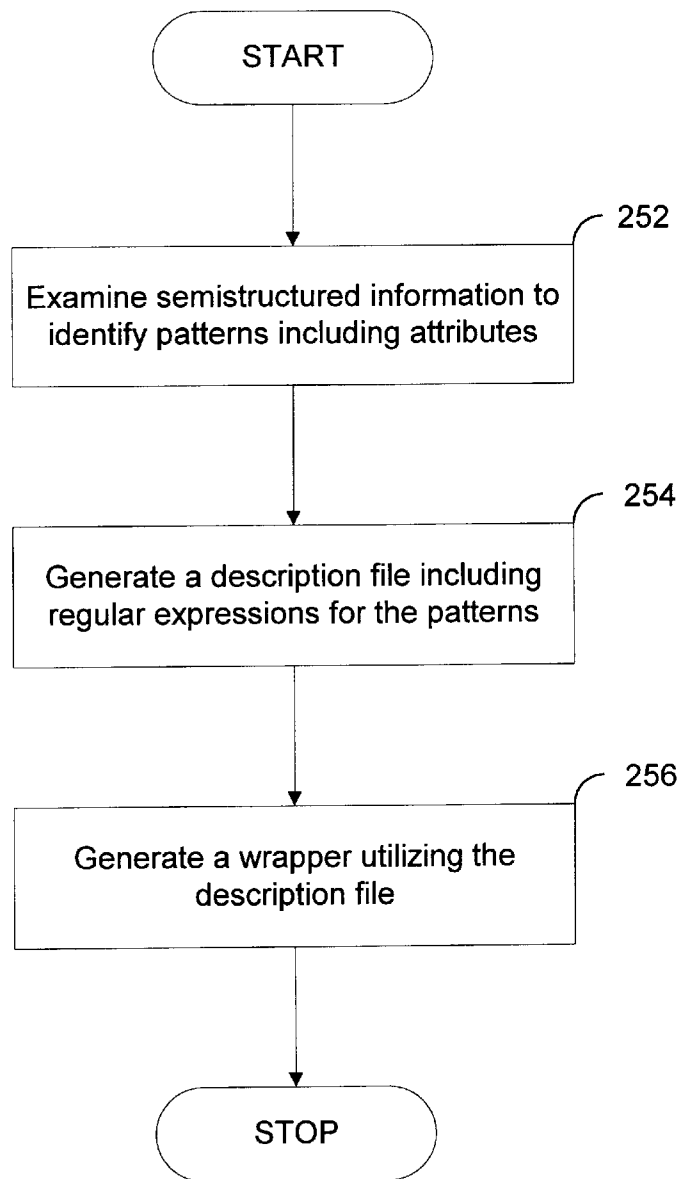 START
252
Examine semistructured information to
identify patterns including attributes
254
Generate a description file including
regular expressions for the patterns
256
Generate a wrapper utilizing the
description file
STOP